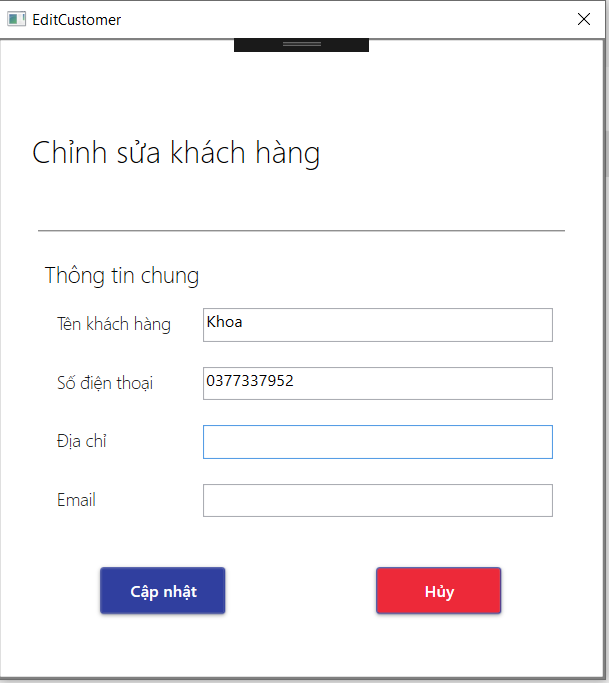 EditCustomer
Chỉnh sửa khách hàng
Thông tin chung
Tên khách hàng Khoa
Số điện thoại 0377337952
Địa chỉ
Email
Cập nhật Hủy